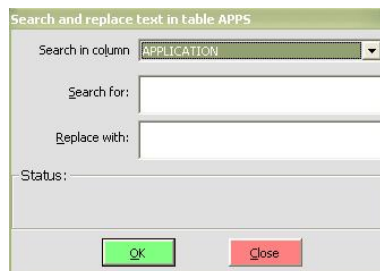 Search and replace text in table APPS
Search in column APPLICATION
Search for:
Replace with:
Status:
OK Close